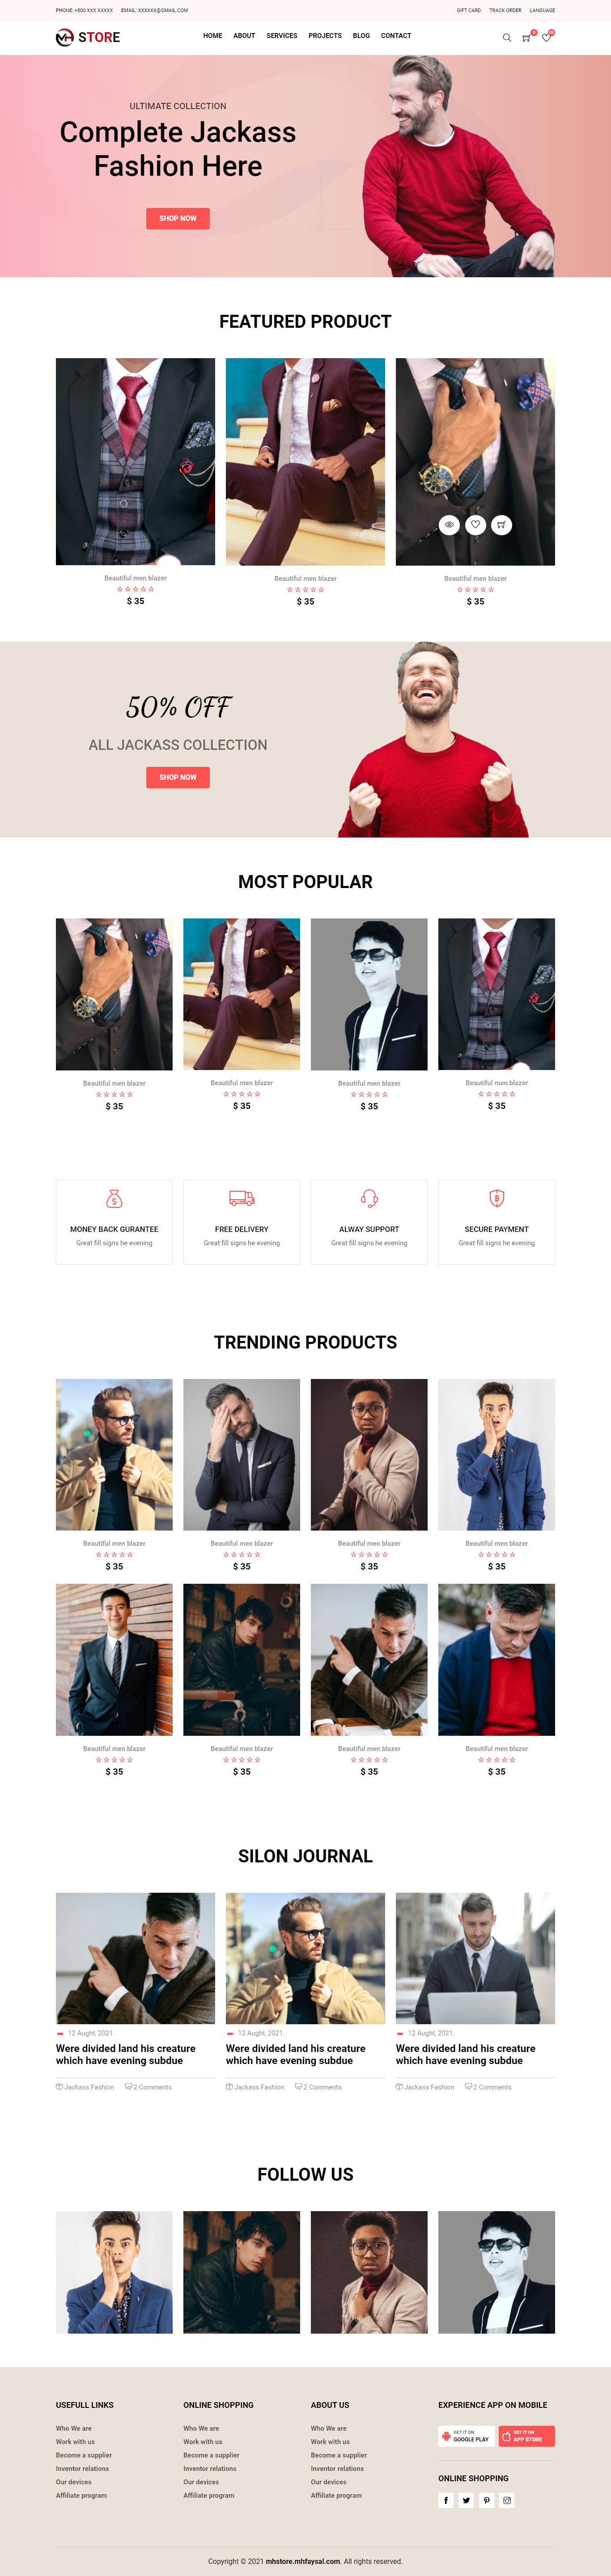 PHONE: +800 XXX XXXXX EMAIL: XXXXXX@GMAIL.COM GIFT CARD TRACK ORDER LANGUAGE
MH STORE HOME ABOUT SERVICES PROJECTS BLOG CONTACT
ULTIMATE COLLECTION
Complete Jackass
Fashion Here
SHOP NOW
FEATURED PRODUCT
Beautiful men blazer Beautiful men blazer Beautiful men blazer
$ 35 $ 35 $ 35
50% OFF
ALL JACKASS COLLECTION
SHOP NOW
MOST POPULAR
Beautiful men blazer Beautiful men blazer Beautiful men blazer Beautiful men blazer
$ 35 $ 35 $ 35 $ 35
MONEY BACK GURANTEE FREE DELIVERY ALWAY SUPPORT SECURE PAYMENT
Great fill signs he evening Great fill signs he evening Great fill signs he evening Great fill signs he evening
TRENDING PRODUCTS
Beautiful men blazer Beautiful men blazer Beautiful men blazer Beautiful men blazer
$ 35 $ 35 $ 35 $ 35
Beautiful men blazer Beautiful men blazer Beautiful men blazer Beautiful men blazer
$ 35 $ 35 $ 35 $ 35
SILON JOURNAL
12 Aught, 2021. 12 Aught, 2021. 12 Aught, 2021.
Were divided land his creature Were divided land his creature Were divided land his creature
which have evening subdue which have evening subdue which have evening subdue
Jackass Fashion 2 Comments Jackass Fashion 2 Comments Jackass Fashion 2 Comments
FOLLOW US
USEFULL LINKS ONLINE SHOPPING ABOUT US EXPERIENCE APP ON MOBILE
Who We are Who We are Who We are
Work with us Work with us Work with us
Become a supplier Become a supplier Become a supplier
Inventor relations Inventor relations Inventor relations
Our devices Our devices Our devices
Affiliate program Affiliate program Affiliate program
GET IT ON GET IT ON
GOOGLE PLAY APP STORE
ONLINE SHOPPING
Copyright © 2021 mhstore.mhfaysal.com. All rights reserved.